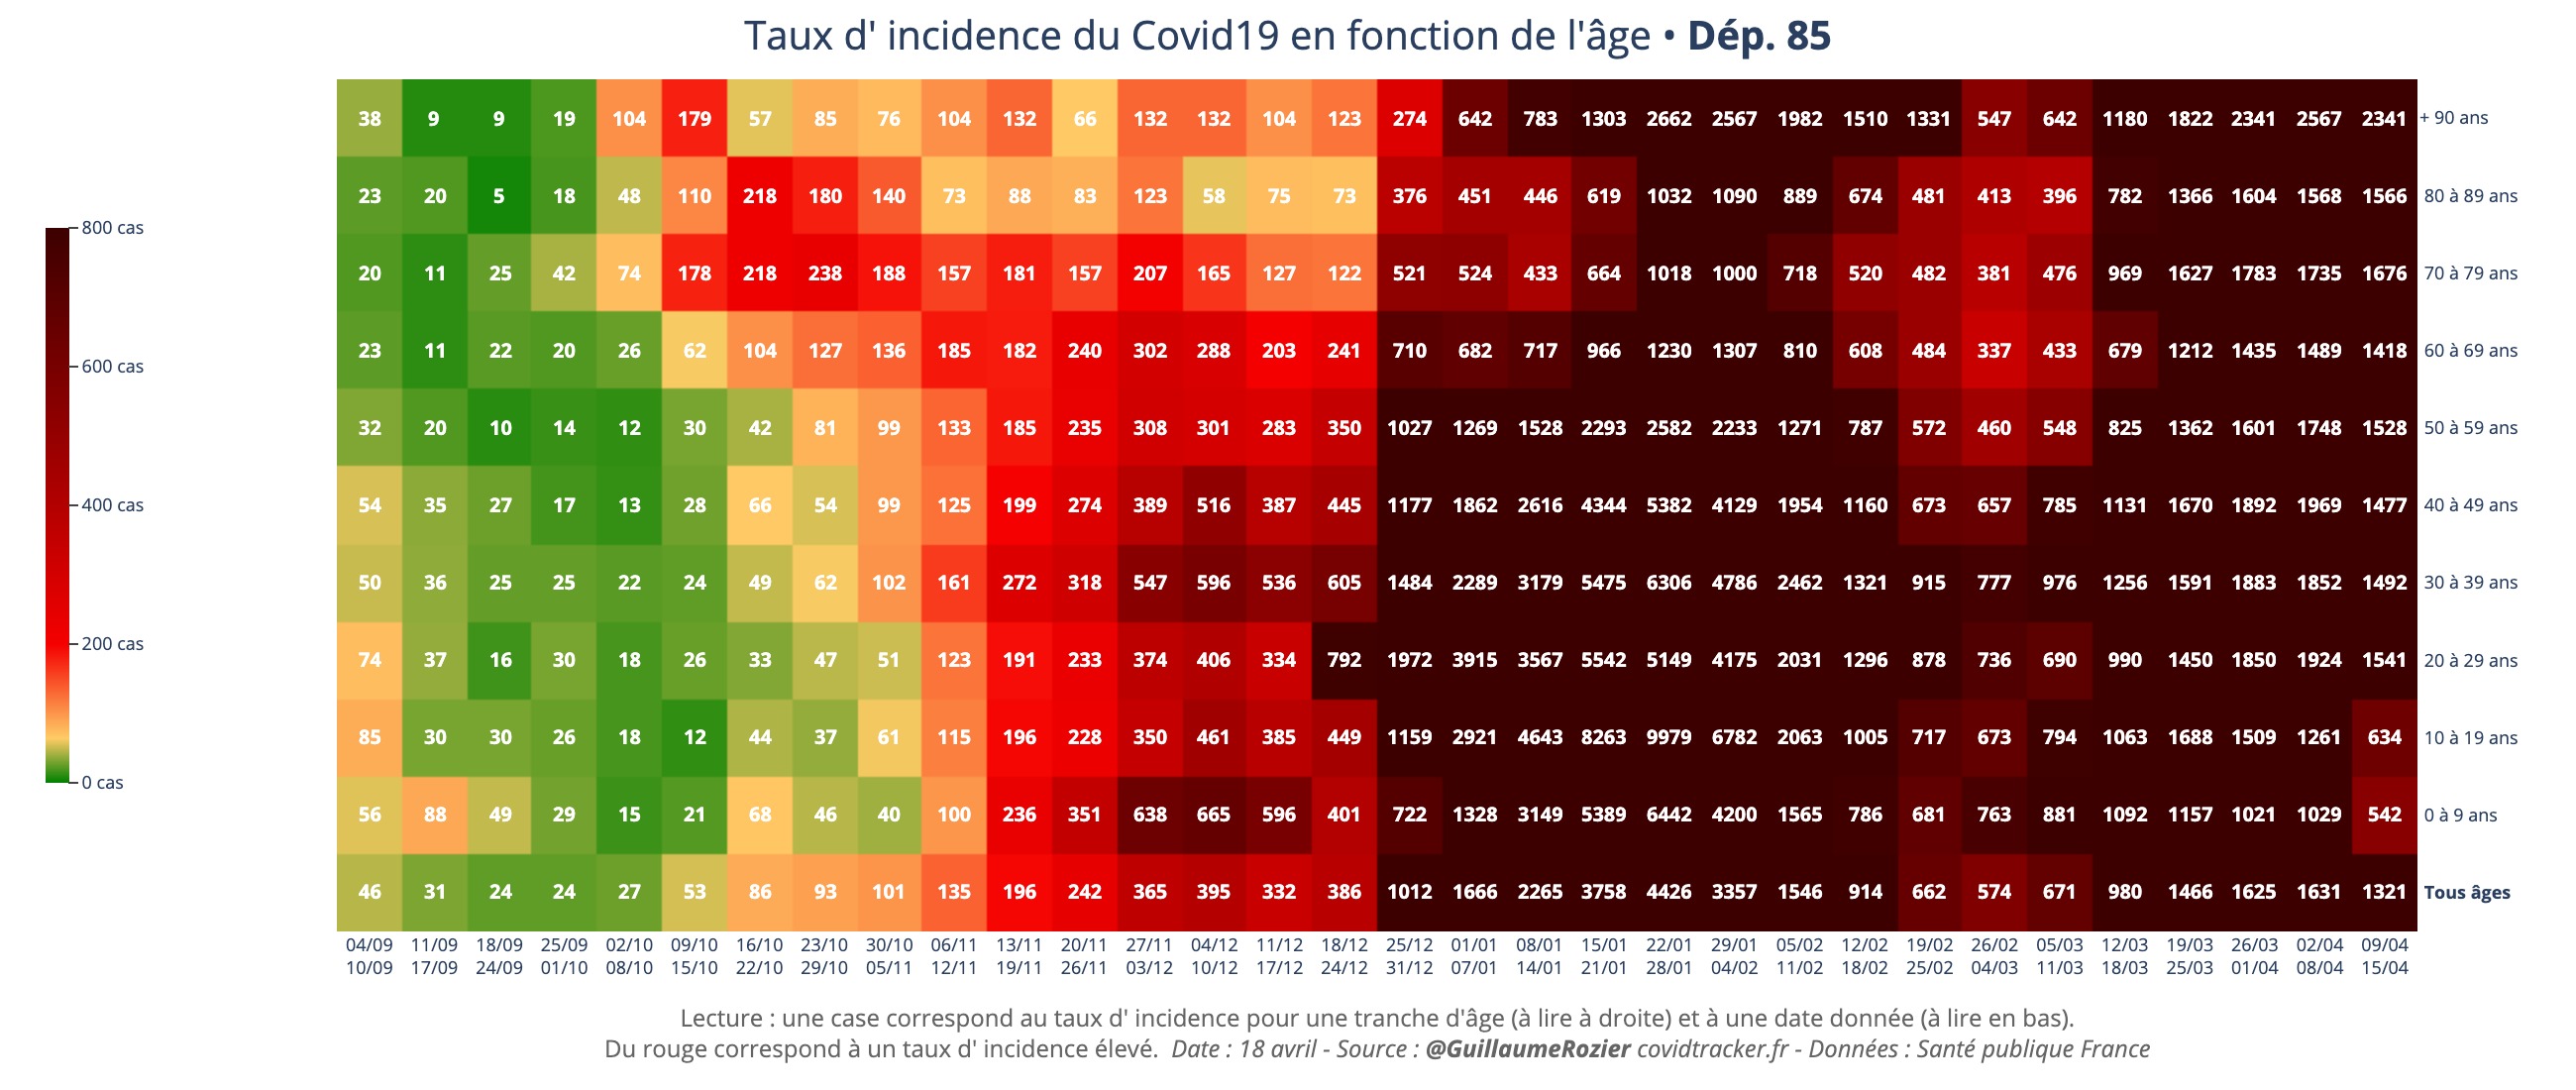 Taux d' incidence du Covid19 en fonction de l'âge • Dép. 85
800 cas
600 cas
400 cas
200 cas
0 cas
38 9 9 19 104 179 57 85 76 104 132 66 132 132 104 123 274 642 783 1303 2662 2567 1982 1510 1331 547 642 1180 1822 2341 2567 2341 + 90 ans
23 20 5 18 48 110 218 180 140 73 88 83 123 58 75 73 376 451 446 619 1032 1090 889 674 481 413 396 782 1366 1604 1568 1566 80 à 89 ans
20 11 25 42 74 178 218 238 188 157 181 157 207 165 127 122 521 524 433 664 1018 1000 718 520 482 381 476 969 1627 1783 1735 1676 70 à 79 ans
23 11 22 20 26 62 104 127 136 185 182 240 302 288 203 241 710 682 717 966 1230 1307 810 608 484 337 433 679 1212 1435 1489 1418 60 à 69 ans
32 20 10 14 12 30 42 81 99 133 185 235 308 301 283 350 1027 1269 1528 2293 2582 2233 1271 787 572 460 548 825 1362 1601 1748 1528 50 à 59 ans
54 35 27 17 13 28 66 54 99 125 199 274 389 516 387 445 1177 1862 2616 4344 5382 4129 1954 1160 673 657 785 1131 1670 1892 1969 1477 40 à 49 ans
50 36 25 25 22 24 49 62 102 161 272 318 547 596 536 605 1484 2289 3179 5475 6306 4786 2462 1321 915 777 976 1256 1591 1883 1852 1492 30 à 39 ans
74 37 16 30 18 26 33 47 51 123 191 233 374 406 334 792 1972 3915 3567 5542 5149 4175 2031 1296 878 736 690 990 1450 1850 1924 1541 20 à 29 ans
85 30 30 26 18 12 44 37 61 115 196 228 350 461 385 449 1159 2921 4643 8263 9979 6782 2063 1005 717 673 794 1063 1688 1509 1261 634 10 à 19 ans
56 88 49 29 15 21 68 46 40 100 236 351 638 665 596 401 722 1328 3149 5389 6442 4200 1565 786 681 763 881 1092 1157 1021 1029 542 0 à 9 ans
46 31 24 24 27 53 86 93 101 135 196 242 365 395 332 386 1012 1666 2265 3758 4426 3357 1546 914 662 574 671 980 1466 1625 1631 1321 Tous âges
04/09 11/09 18/09 25/09 02/10 09/10 16/10 23/10 30/10 06/11 13/11 20/11 27/11 04/12 11/12 18/12 25/12 01/01 08/01 15/01 22/01 29/01 05/02 12/02 19/02 26/02 05/03 12/03 19/03 26/03 02/04 09/04
10/09 17/09 24/09 01/10 08/10 15/10 22/10 29/10 05/11 12/11 19/11 26/11 03/12 10/12 17/12 24/12 31/12 07/01 14/01 21/01 28/01 04/02 11/02 18/02 25/02 04/03 11/03 18/03 25/03 01/04 08/04 15/04
Lecture : une case correspond au taux d' incidence pour une tranche d'âge (à lire à droite) et à une date donnée (à lire en bas).
Du rouge correspond à un taux d' incidence élevé. Date : 18 avril - Source : @GuillaumeRozier covidtracker.fr - Données : Santé publique France